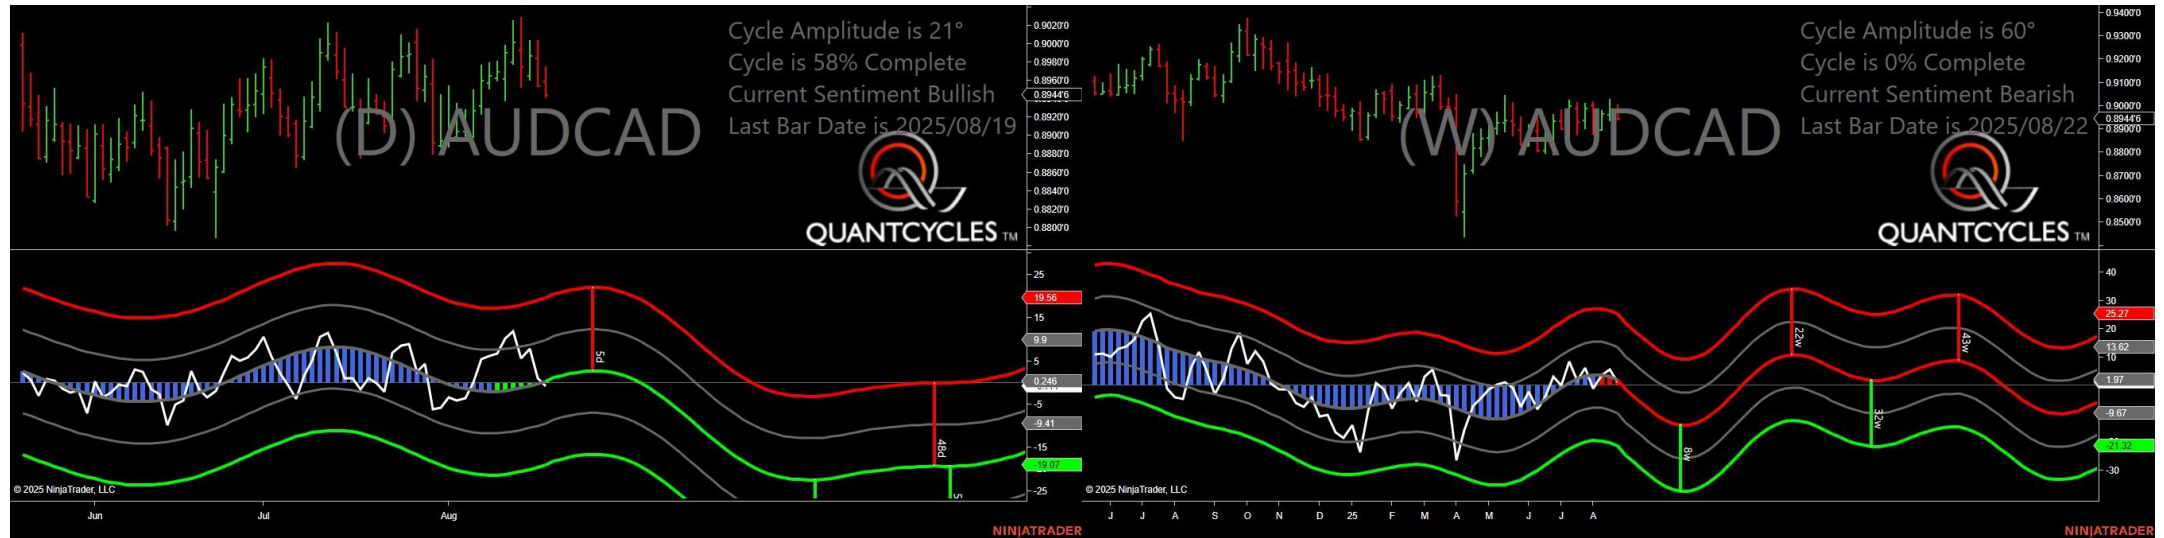 Cycle Amplitude is 21°
Cycle is 58% Complete
Current Sentiment Bullish
Last Bar Date is 2025/08/19
(D) AUDCAD
QUANTCYCLES TM
0.9020'0
0.9000'0
0.8980'0
0.8960'0
0.8944'6
0.8920'0
0.8900'0
0.8880'0
0.8860'0
0.8840'0
0.8820'0
0.8800'0
25
19.56
15
9.9
5
0.246
-5
-9.41
-15
-19.07
-25
5d
48d
5
© 2025 NinjaTrader, LLC
Jun Jul Aug
NINJATRADER
Cycle Amplitude is 60°
Cycle is 0% Complete
Current Sentiment Bearish
Last Bar Date is 2025/08/22
(W) AUDCAD
QUANTCYCLES TM
0.9400'0
0.9300'0
0.9200'0
0.9100'0
0.9000'0
0.8944'6
0.8900'0
0.8800'0
0.8700'0
0.8600'0
0.8500'0
40
30
25.27
20
13.62
10
1.97
-9.67
-21.32
-30
22w
43w
32w
8w
© 2025 NinjaTrader, LLC
J J A S O N D 25 F M A M J J A
NINJATRADER